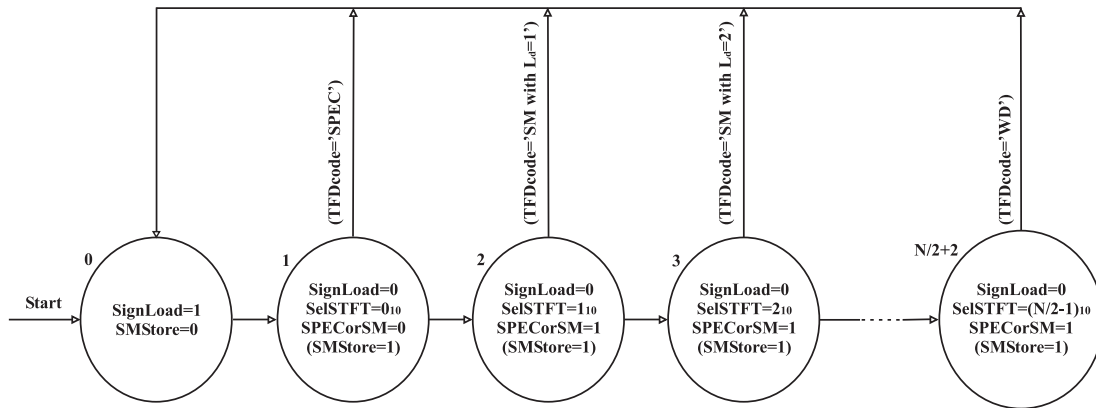 (TFDcode='SPEC')
(TFDcode='SM with Ld=1')
(TFDcode='SM with Ld=2')
(TFDcode='WD')
Start
0
SignLoad=1
SMStore=0
1
SignLoad=0
SelSTFT=010
SPECorSM=0
(SMStore=1)
2
SignLoad=0
SelSTFT=110
SPECorSM=1
(SMStore=1)
3
SignLoad=0
SelSTFT=210
SPECorSM=1
(SMStore=1)
N/2+2
SignLoad=0
SelSTFT=(N/2-1)10
SPECorSM=1
(SMStore=1)